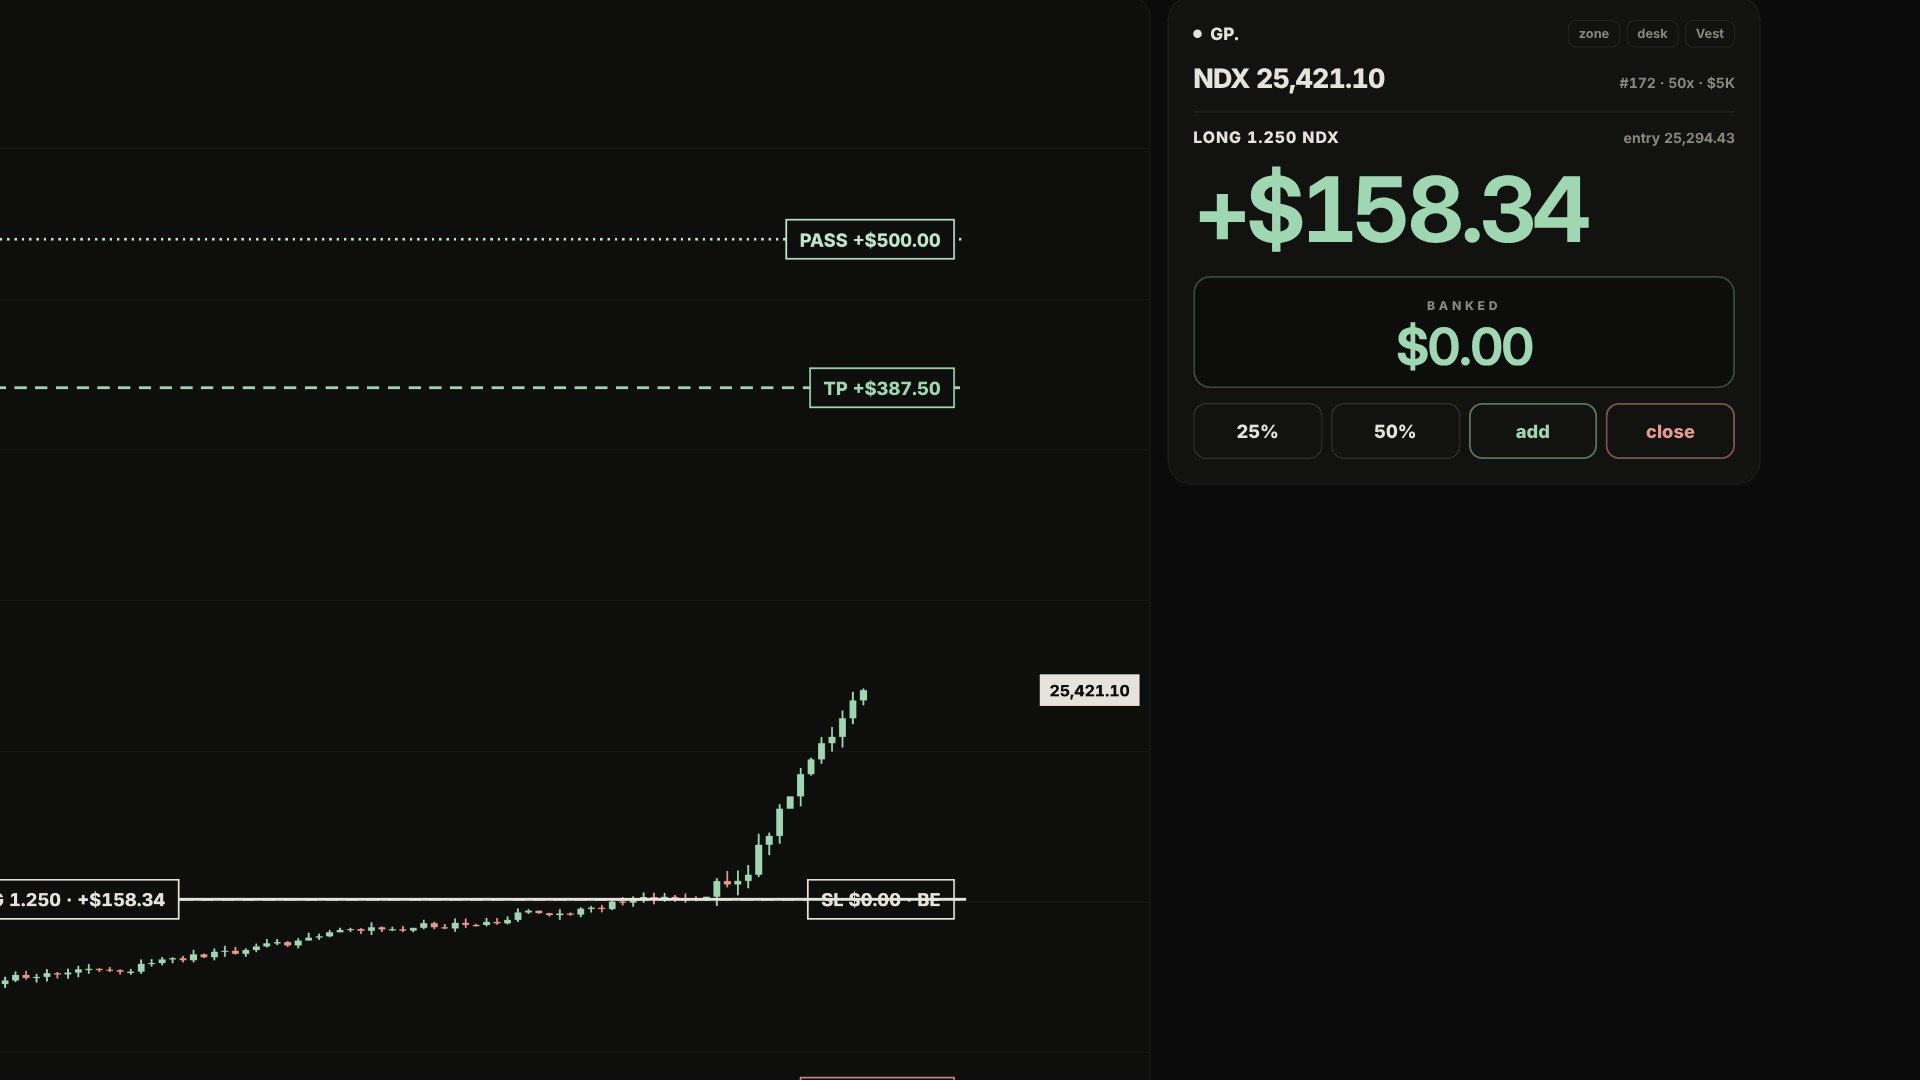 PASS +$500.00
TP +$387.50
25,421.10
1.250 · +$158.34
SL $0.00 · BE
GP.
zone
desk
Vest
NDX 25,421.10
#172 · 50x · $5K
LONG 1.250 NDX
entry 25,294.43
+$158.34
BANKED
$0.00
25%
50%
add
close